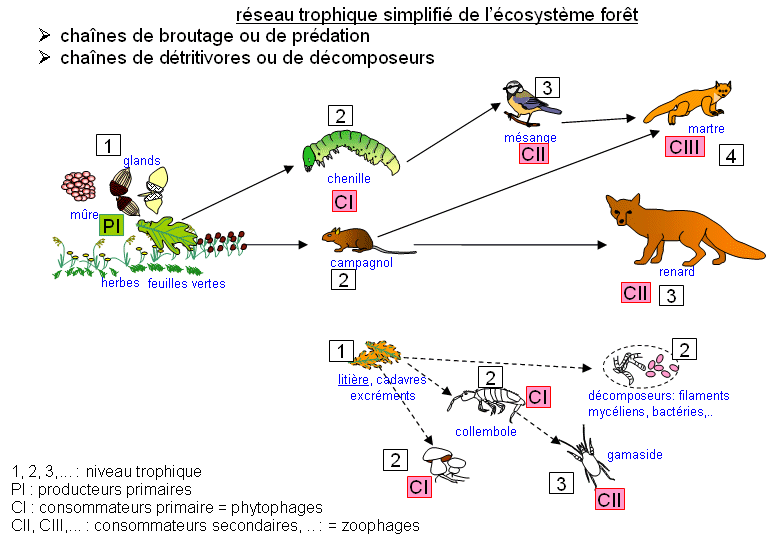 réseau trophique simplifié de l'écosystème forêt
➢ chaînes de broutage ou de prédation
➢ chaînes de détritivores ou de décomposeurs
1
glands
mûre
PI
herbes
feuilles vertes
2
chenille
CI
3
mésange
CII
martre
CIII
4
campagnol
2
renard
CII
3
1
litière, cadavres
excréments
2
CI
collembole
2
décomposeurs: filaments
mycéliens, bactéries,..
2
CI
gamaside
3
CII
1, 2, 3,... : niveau trophique
PI : producteurs primaires
CI : consommateurs primaire = phytophages
CII, CIII,... : consommateurs secondaires, .. : = zoophages